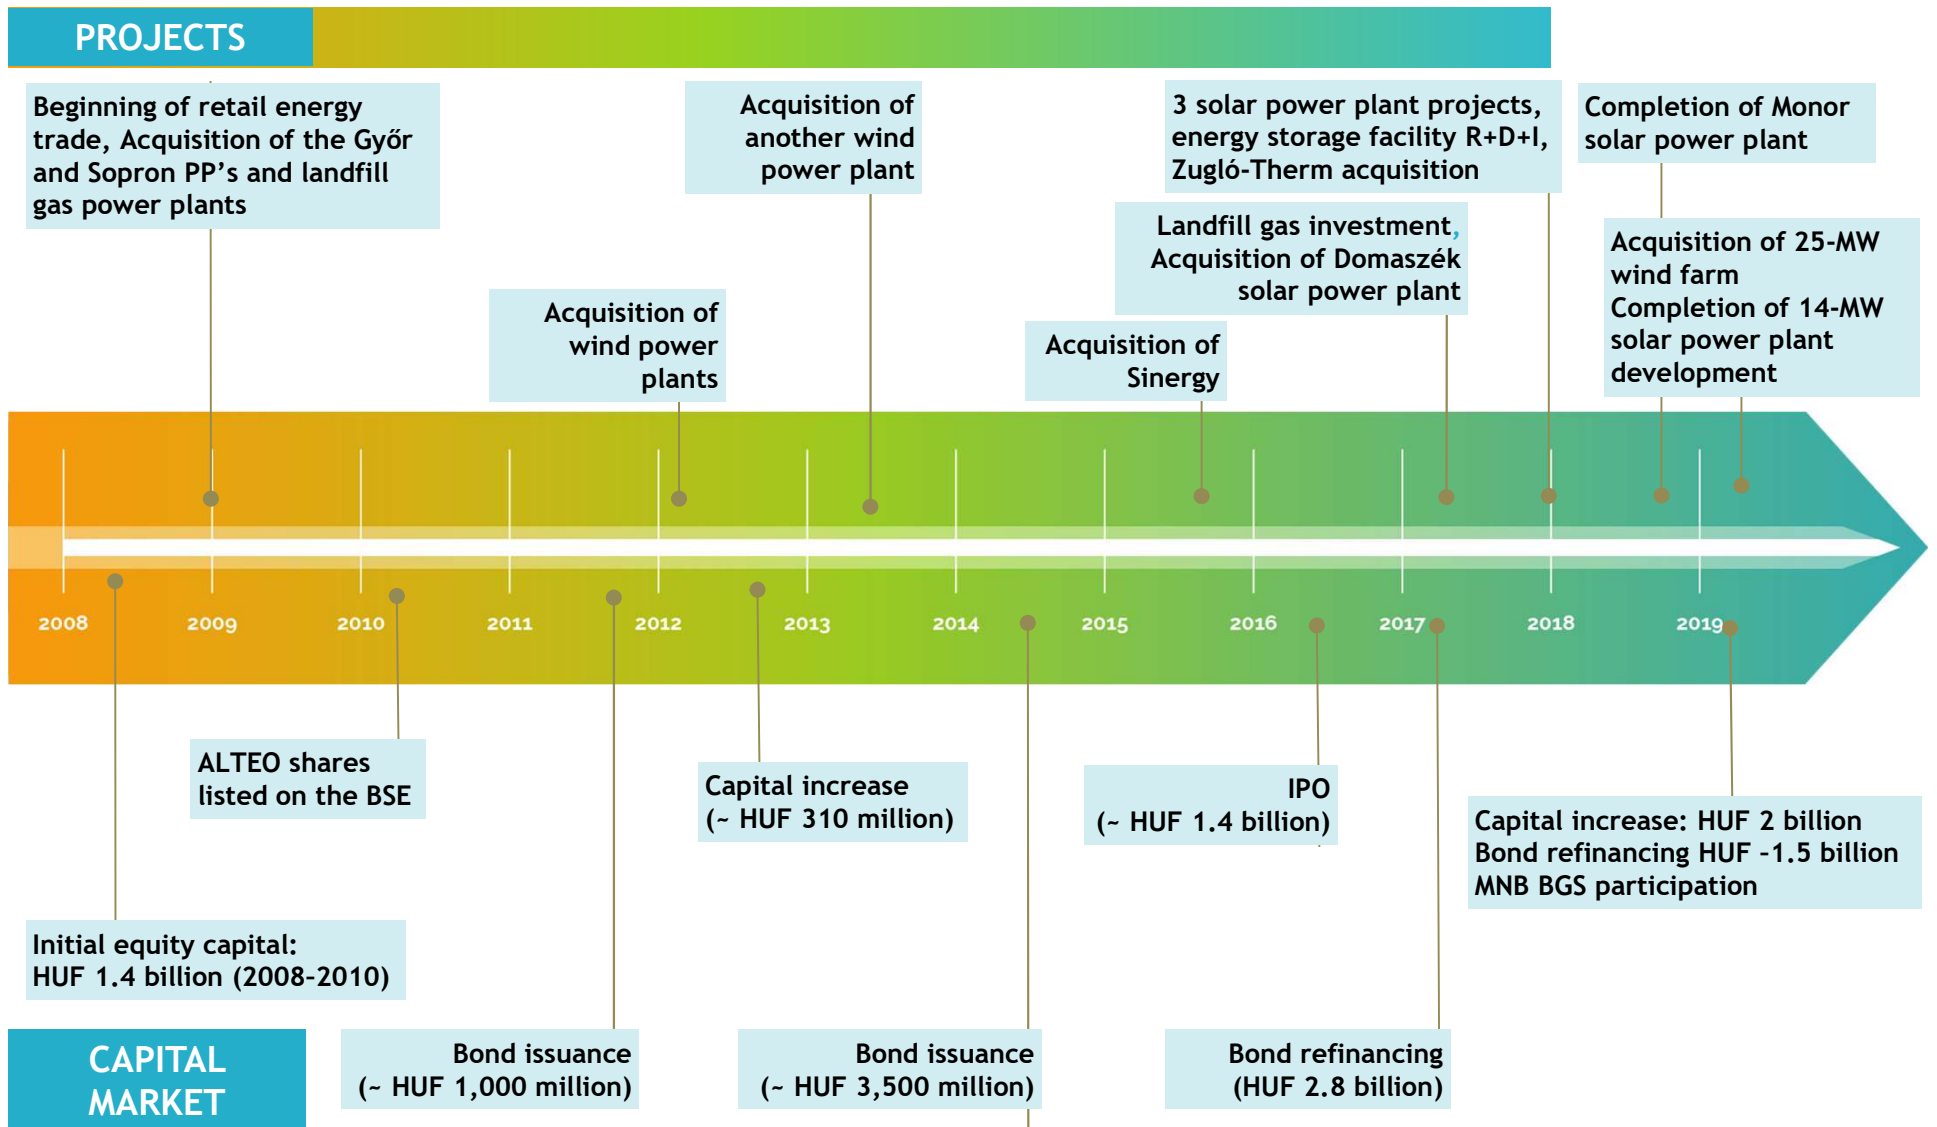 PROJECTS
Beginning of retail energy
trade, Acquisition of the Győr
and Sopron PP’s and landfill
gas power plants
Acquisition of
wind power
plants
Acquisition of
another wind
power plant
Acquisition of
Sinergy
Landfill gas investment,
Acquisition of Domaszék
solar power plant
3 solar power plant projects,
energy storage facility R+D+I,
Zugló-Therm acquisition
Completion of Monor
solar power plant
Acquisition of 25-MW
wind farm
Completion of 14-MW
solar power plant
development
2008 2009 2010 2011 2012 2013 2014 2015 2016 2017 2018 2019
Initial equity capital:
HUF 1.4 billion (2008–2010)
ALTEO shares
listed on the BSE
Bond issuance
(~ HUF 1,000 million)
Capital increase
(~ HUF 310 million)
Bond issuance
(~ HUF 3,500 million)
IPO
(~ HUF 1.4 billion)
Bond refinancing
(HUF 2.8 billion)
Capital increase: HUF 2 billion
Bond refinancing HUF –1.5 billion
MNB BGS participation
CAPITAL
MARKET